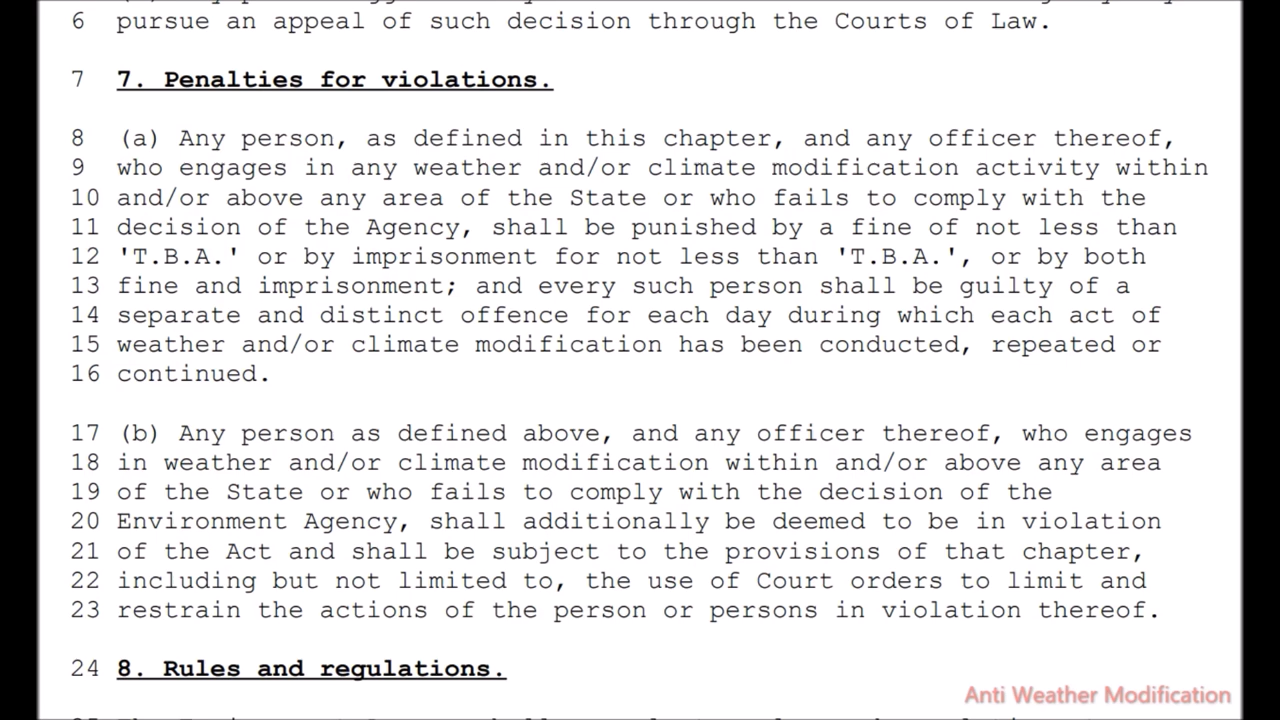 6 pursue an appeal of such decision through the Courts of Law.
7 7. Penalties for violations.
8 (a) Any person, as defined in this chapter, and any officer thereof,
9 who engages in any weather and/or climate modification activity within
10 and/or above any area of the State or who fails to comply with the
11 decision of the Agency, shall be punished by a fine of not less than
12 'T.B.A.' or by imprisonment for not less than 'T.B.A.', or by both
13 fine and imprisonment; and every such person shall be guilty of a
14 separate and distinct offence for each day during which each act of
15 weather and/or climate modification has been conducted, repeated or
16 continued.
17 (b) Any person as defined above, and any officer thereof, who engages
18 in weather and/or climate modification within and/or above any area
19 of the State or who fails to comply with the decision of the
20 Environment Agency, shall additionally be deemed to be in violation
21 of the Act and shall be subject to the provisions of that chapter,
22 including but not limited to, the use of Court orders to limit and
23 restrain the actions of the person or persons in violation thereof.
24 8. Rules and regulations.
Anti Weather Modification